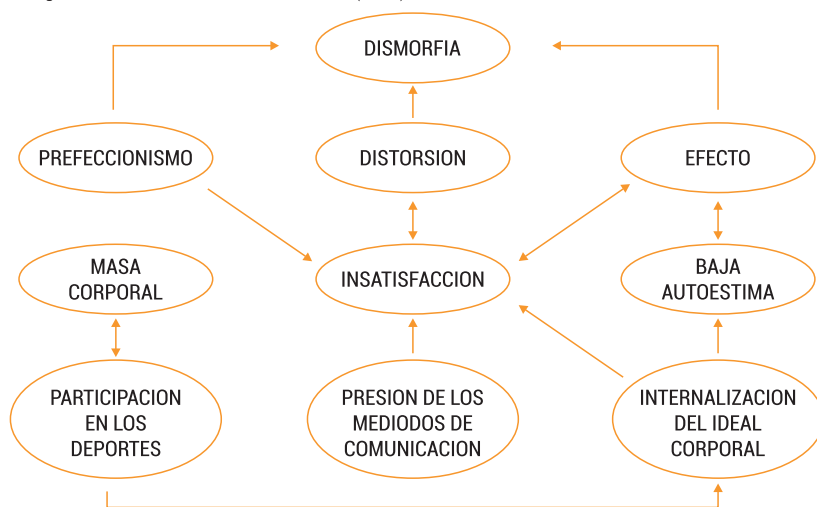 DISMORFIA
PREFECCIONISMO
DISTORSION
EFECTO
MASA
CORPORAL
INSATISFACCION
BAJA
AUTOESTIMA
PARTICIPACION
EN LOS
DEPORTES
PRESION DE LOS
MEDIODOS DE
COMUNICACION
INTERNALIZACION
DEL IDEAL
CORPORAL